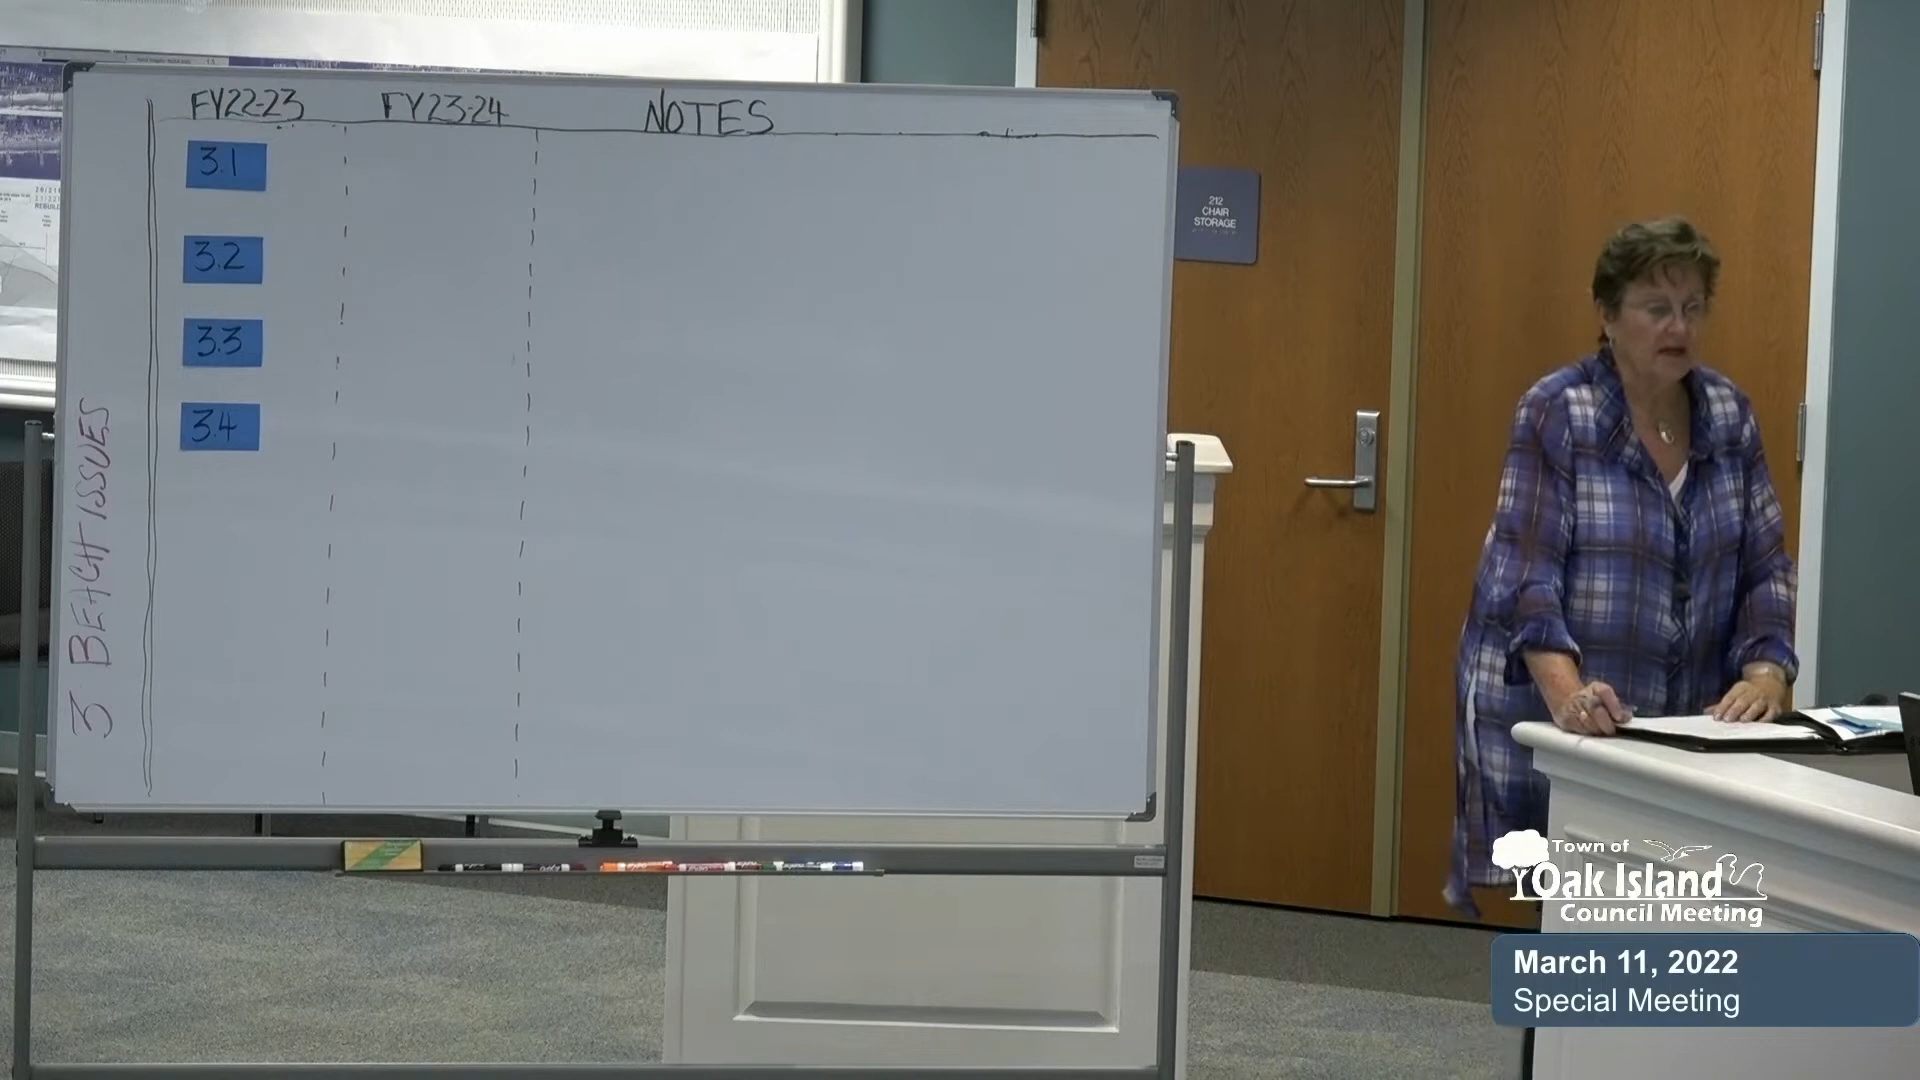 FY22-23 FY23-24 NOTES
3.1
3.2
3.3
3.4
3 BEACH ISSUES
212
CHAIR
STORAGE
Town of
Oak Island
Council Meeting
March 11, 2022
Special Meeting